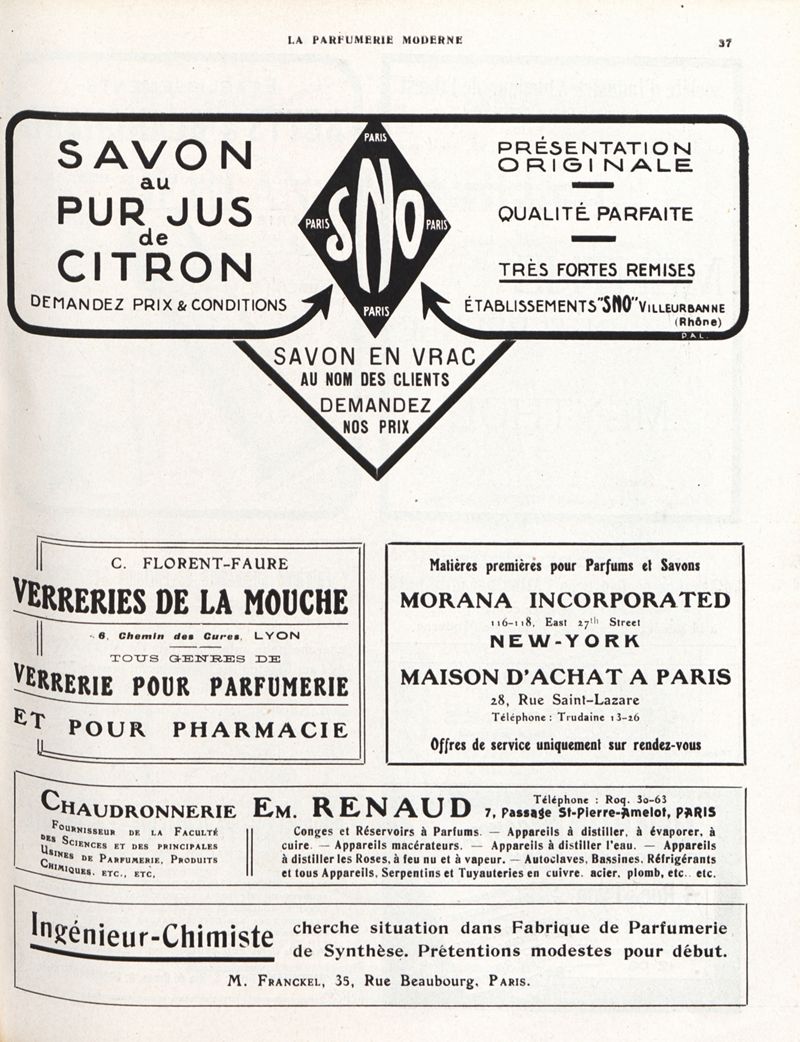 LA PARFUMERIE MODERNE
37
SAVON
au
PUR JUS
de
CITRON
DEMANDEZ PRIX & CONDITIONS
PARIS
PARIS
SNO
PARIS
PARIS
PRÉSENTATION
ORIGINALE
QUALITÉ PARFAITE
TRÈS FORTES REMISES
ÉTABLISSEMENTS "SNO" VILLEURBANNE
(Rhône)
DAL.
SAVON EN VRAC
AU NOM DES CLIENTS
DEMANDEZ
NOS PRIX
C. FLORENT-FAURE
VERRERIES DE LA MOUCHE
6, Chemin des Cures, LYON
TOUS GENRES DE
VERRERIE POUR PARFUMERIE
ET POUR PHARMACIE
Matières premières pour Parfums et Savons
MORANA INCORPORATED
116-118, East 27th Street
NEW-YORK
MAISON D'ACHAT A PARIS
28, Rue Saint-Lazare
Téléphone : Trudaine 13-26
Offres de service uniquement sur rendez-vous
CHAUDRONNERIE EM. RENAUD
Téléphone : Roq. 30-63
7, Passage St-Pierre-Amelot, PARIS
FOURNISSEUR DE LA FACULTÉ
DES SCIENCES ET DES PRINCIPALES
USINES DE PARFUMERIE, PRODUITS
CHIMIQUES, ETC., ETC.
Conges et Réservoirs à Parfums. — Appareils à distiller, à évaporer, à
cuire. — Appareils macérateurs. — Appareils à distiller l'eau. — Appareils
à distiller les Roses, à feu nu et à vapeur. — Autoclaves, Bassines, Réfrigérants
et tous Appareils, Serpentins et Tuyauteries en cuivre, acier, plomb, etc.. etc.
Ingénieur-Chimiste
cherche situation dans Fabrique de Parfumerie
de Synthèse. Prétentions modestes pour début.
M. FRANCKEL, 35, Rue Beaubourg, PARIS.